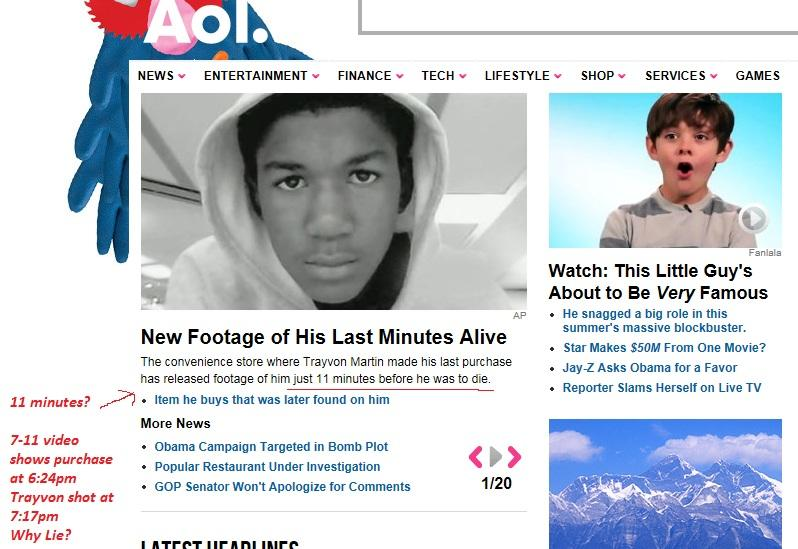 Aol.
NEWS ENTERTAINMENT FINANCE TECH LIFESTYLE SHOP SERVICES GAMES
AP
New Footage of His Last Minutes Alive
The convenience store where Trayvon Martin made his last purchase
has released footage of him just 11 minutes before he was to die.
Item he buys that was later found on him
More News
Obama Campaign Targeted in Bomb Plot
Popular Restaurant Under Investigation
GOP Senator Won't Apologize for Comments
1/20
LATEST HEADLINES
11 minutes?
7-11 video
shows purchase
at 6:24pm
Trayvon shot at
7:17pm
Why Lie?
Fanlala
Watch: This Little Guy's
About to Be Very Famous
He snagged a big role in this
summer's massive blockbuster.
Star Makes $50M From One Movie?
Jay-Z Asks Obama for a Favor
Reporter Slams Herself on Live TV